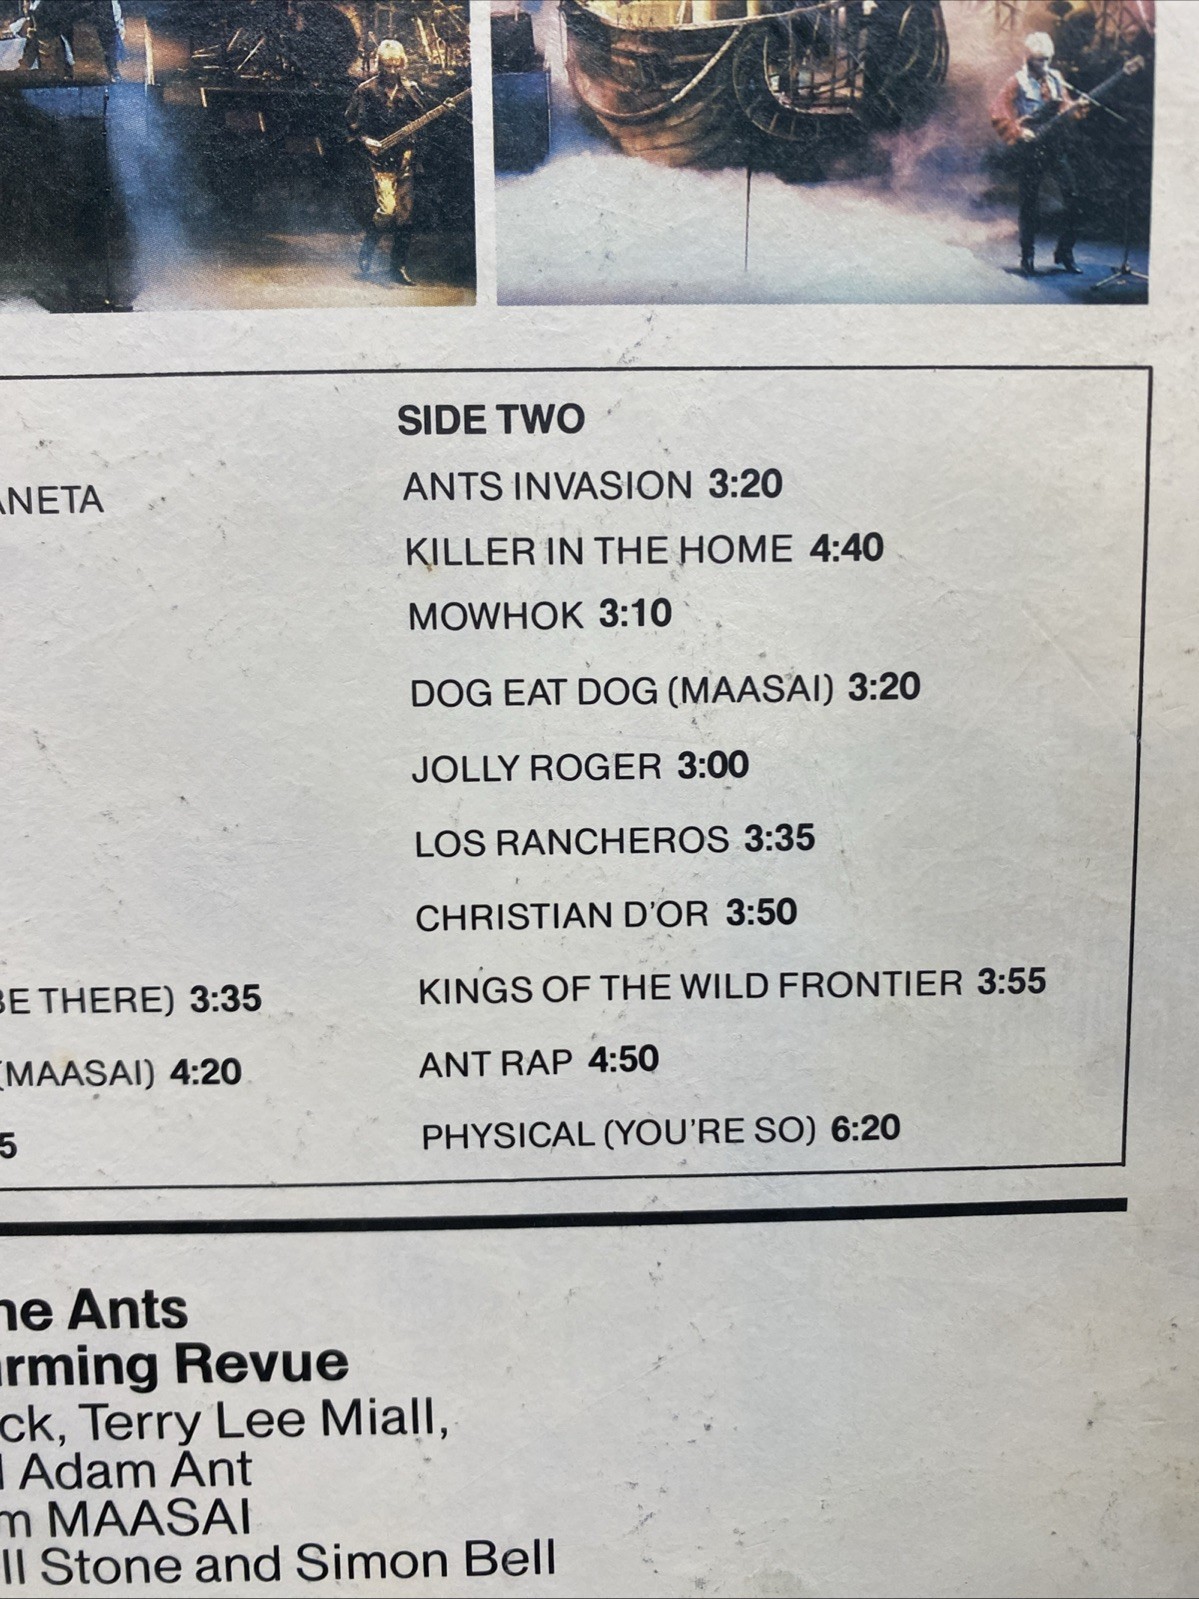 ANETA
BE THERE) 3:35
(MAASAI) 4:20
5
SIDE TWO
ANTS INVASION 3:20
KILLER IN THE HOME 4:40
MOWHOK 3:10
DOG EAT DOG (MAASAI) 3:20
JOLLY ROGER 3:00
LOS RANCHEROS 3:35
CHRISTIAN D'OR 3:50
KINGS OF THE WILD FRONTIER 3:55
ANT RAP 4:50
PHYSICAL (YOU'RE SO) 6:20
he Ants
arming Revue
ck, Terry Lee Miall,
d Adam Ant
m MAASAI
ll Stone and Simon Bell